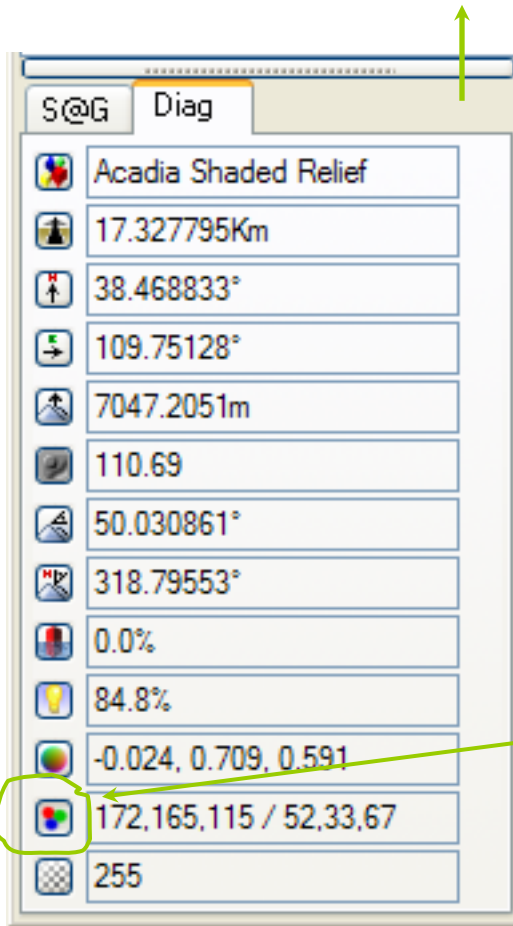 S@G Diag
Acadia Shaded Relief
17.327795Km
38.468833°
109.75128°
7047.2051m
110.69
50.030861°
318.79553°
0.0%
84.8%
-0.024, 0.709, 0.591
172,165,115 / 52,33,67
255